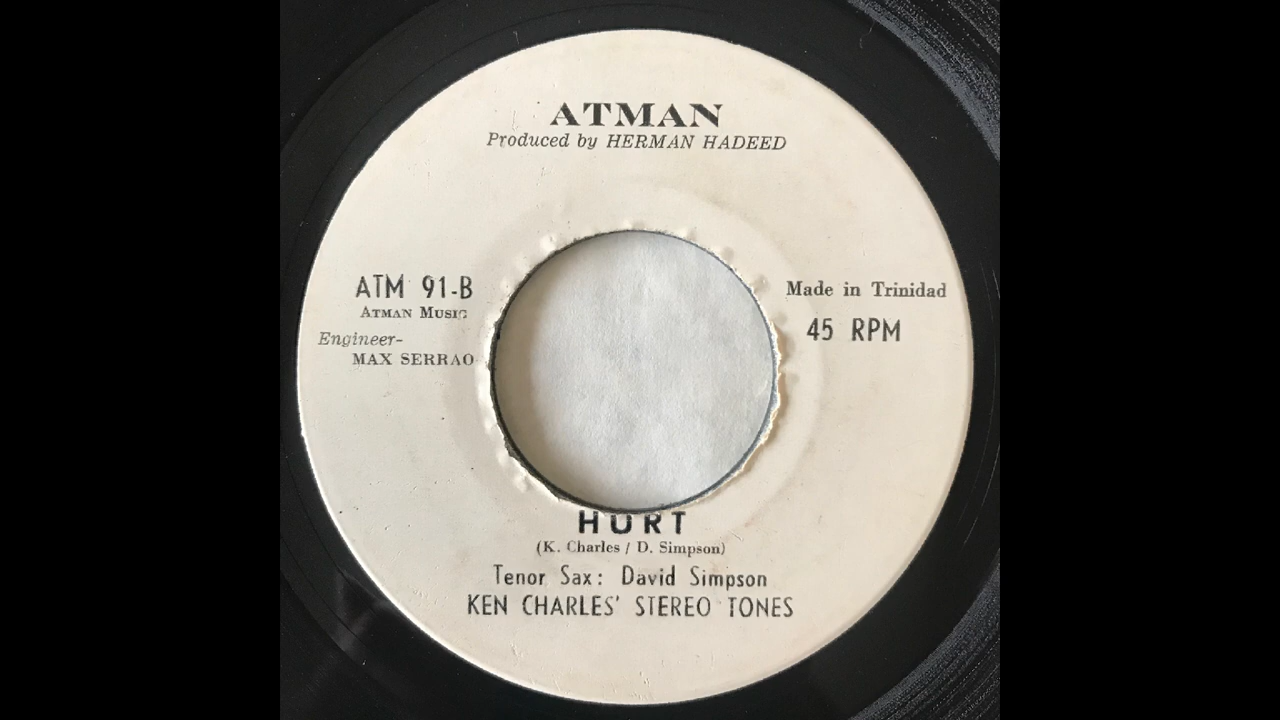 ATMAN
Produced by HERMAN HADEED
ATM 91-B
ATMAN MUSIC
Engineer-
MAX SERRAO
Made in Trinidad
45 RPM
HURT
(K. Charles / D. Simpson)
Tenor Sax: David Simpson
KEN CHARLES' STEREO TONES